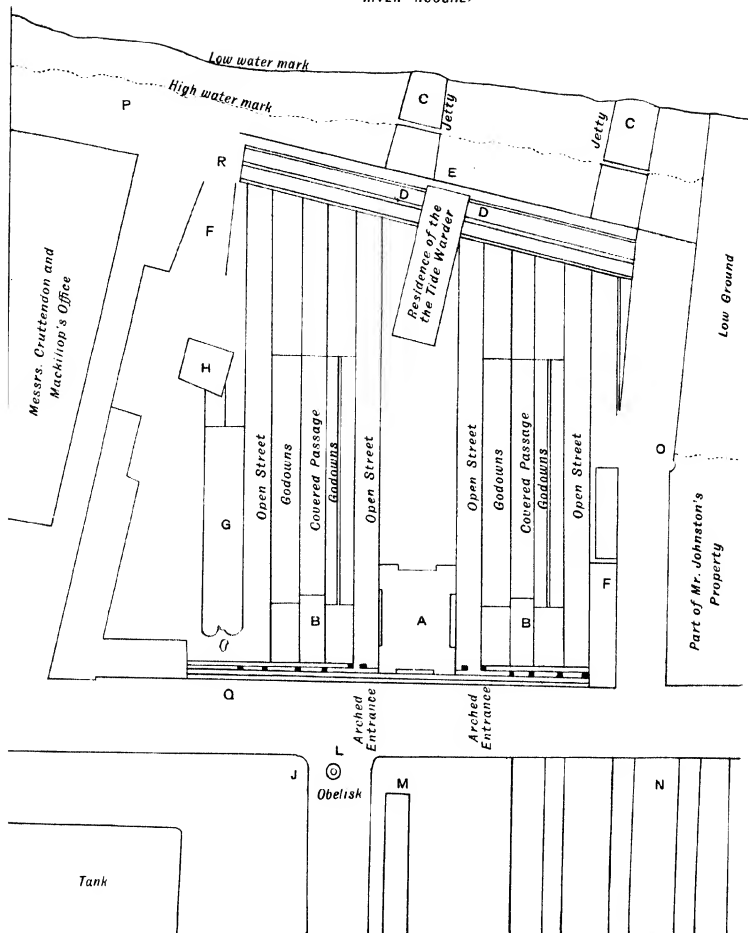 Low water mark
High water mark
P
C
Jetty
Jetty
C
R
E
D
D
F
Residence of the
the Tide Warder
Messrs. Cruttendon and
Mackillop's Office
Low Ground
H
Open Street
Godowns
Covered Passage
Godowns
Open Street
Open Street
Godowns
Covered Passage
Godowns
Open Street
O
G
Part of Mr. Johnston's
Property
F
B
A
B
Q
Arched
Entrance
Arched
Entrance
L
J
Obelisk
M
N
Tank